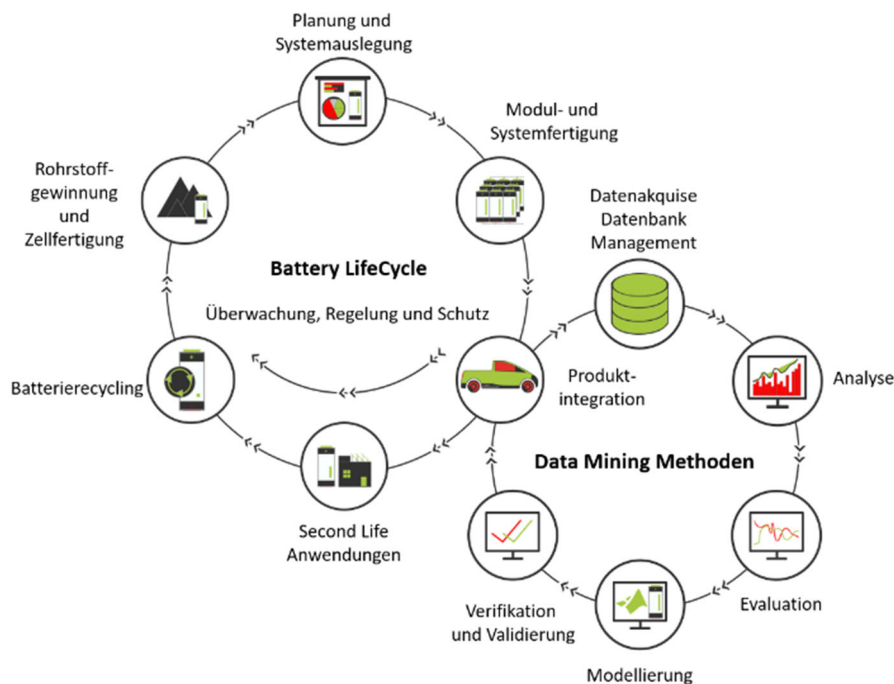 Planung und
Systemauslegung
Modul- und
Systemfertigung
Rohrstoff-
gewinnung
und
Zellfertigung
Datenakquise
Datenbank
Management
Battery LifeCycle
Überwachung, Regelung und Schutz
Batterierecycling
Produkt-
integration
Analyse
Data Mining Methoden
Second Life
Anwendungen
Verifikation
und Validierung
Evaluation
Modellierung